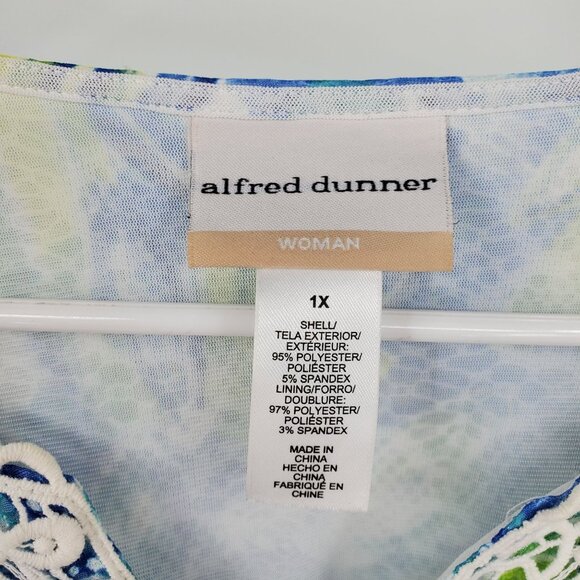 alfred dunner
WOMAN
1X
SHELL/
TELA EXTERIOR/
EXTÉRIEUR:
95% POLYESTER/
POLIÉSTER
5% SPANDEX
LINING/FORRO/
DOUBLURE:
97% POLYESTER/
POLIÉSTER
3% SPANDEX
MADE IN
CHINA
HECHO EN
CHINA
FABRIQUÉ EN
CHINE